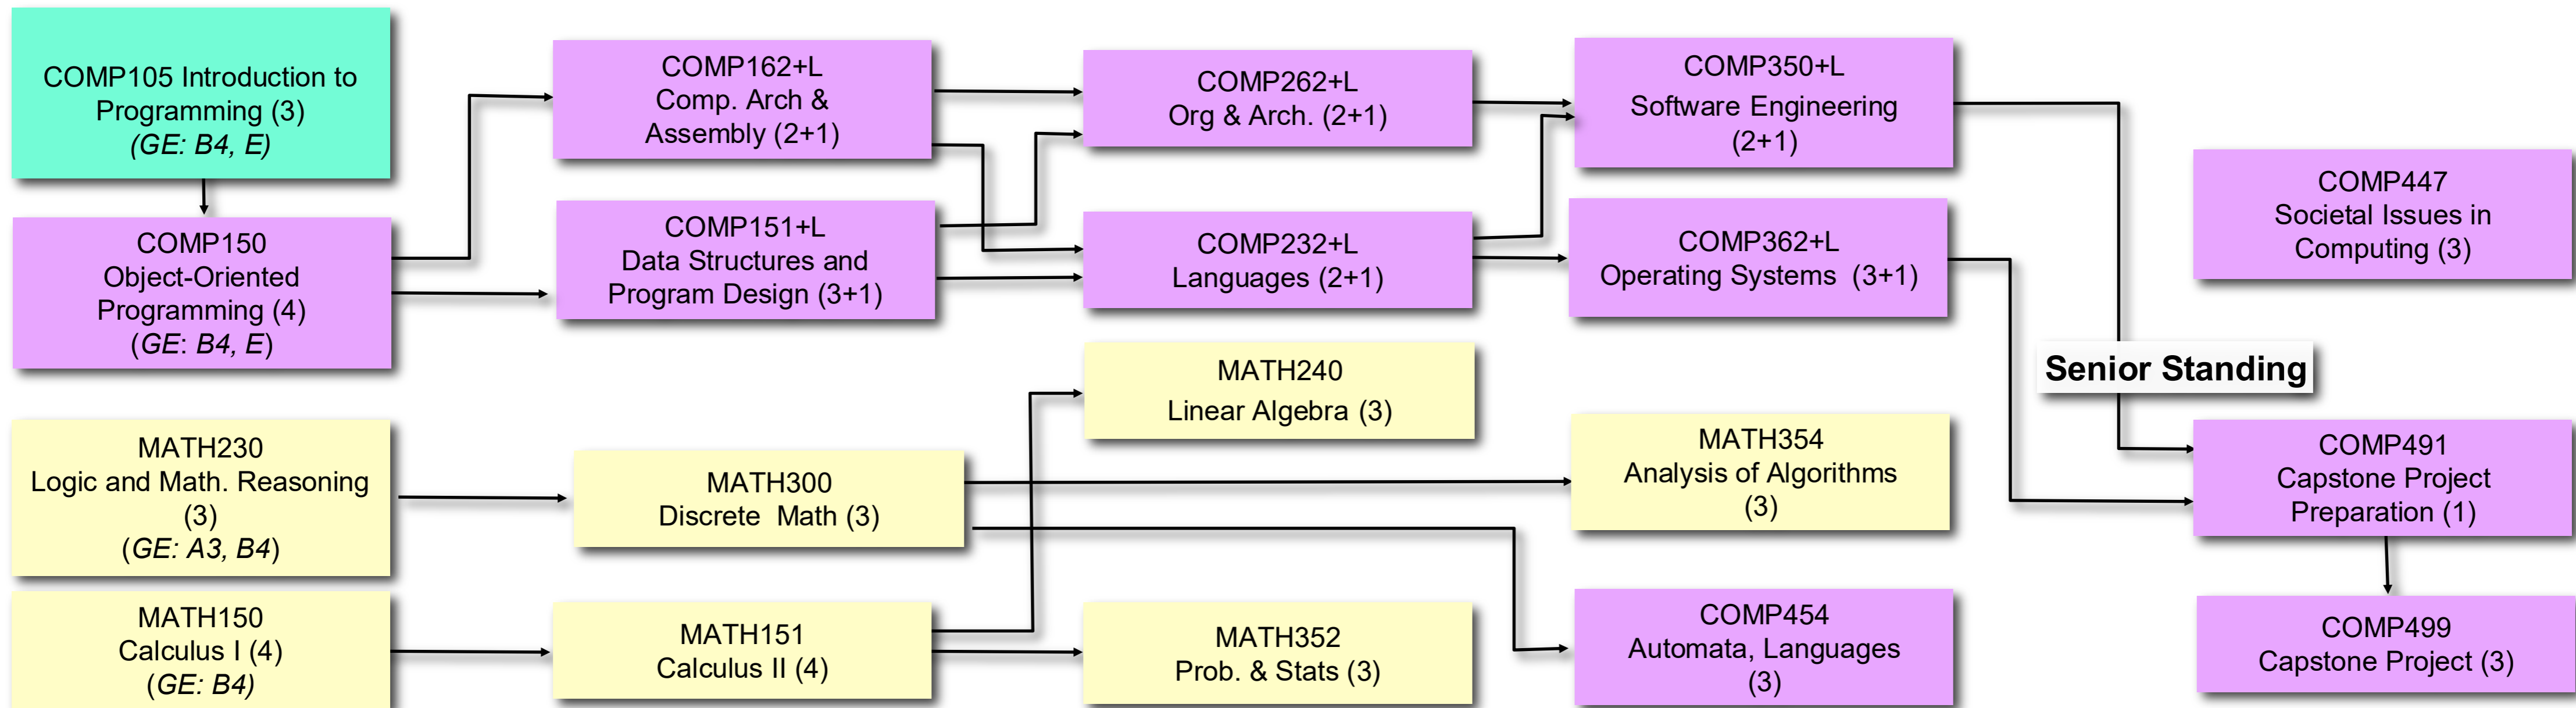 COMP105 Introduction to
Programming (3)
(GE: B4, E)
COMP150
Object-Oriented
Programming (4)
(GE: B4, E)
MATH230
Logic and Math. Reasoning
(3)
(GE: A3, B4)
MATH150
Calculus I (4)
(GE: B4)
COMP162+L
Comp. Arch &
Assembly (2+1)
COMP151+L
Data Structures and
Program Design (3+1)
MATH300
Discrete Math (3)
MATH151
Calculus II (4)
COMP262+L
Org & Arch. (2+1)
COMP232+L
Languages (2+1)
MATH240
Linear Algebra (3)
MATH352
Prob. & Stats (3)
COMP350+L
Software Engineering
(2+1)
COMP362+L
Operating Systems (3+1)
MATH354
Analysis of Algorithms
(3)
COMP454
Automata, Languages
(3)
COMP447
Societal Issues in
Computing (3)
Senior Standing
COMP491
Capstone Project
Preparation (1)
COMP499
Capstone Project (3)